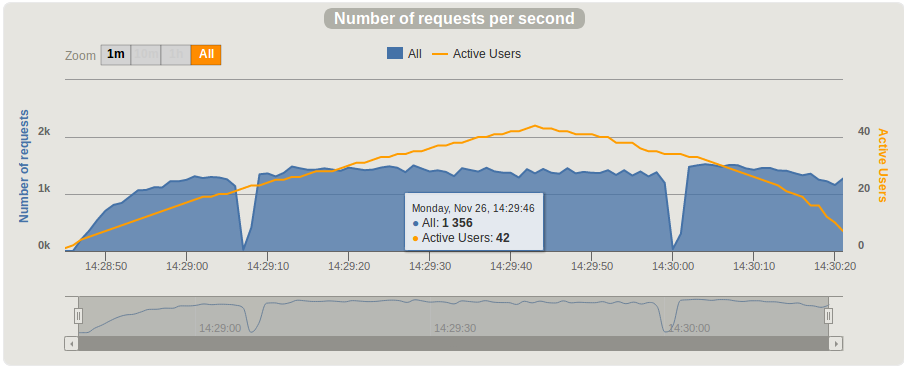 Number of requests per second
Zoom 1m 10m 1h All
All Active Users
Number of requests
2k
1k
0k
40
20
0
Active Users
Monday, Nov 26, 14:29:46
All: 1 356
Active Users: 42
14:28:50 14:29:00 14:29:10 14:29:20 14:29:30 14:29:40 14:29:50 14:30:00 14:30:10 14:30:20
14:29:00 14:29:30 14:30:00